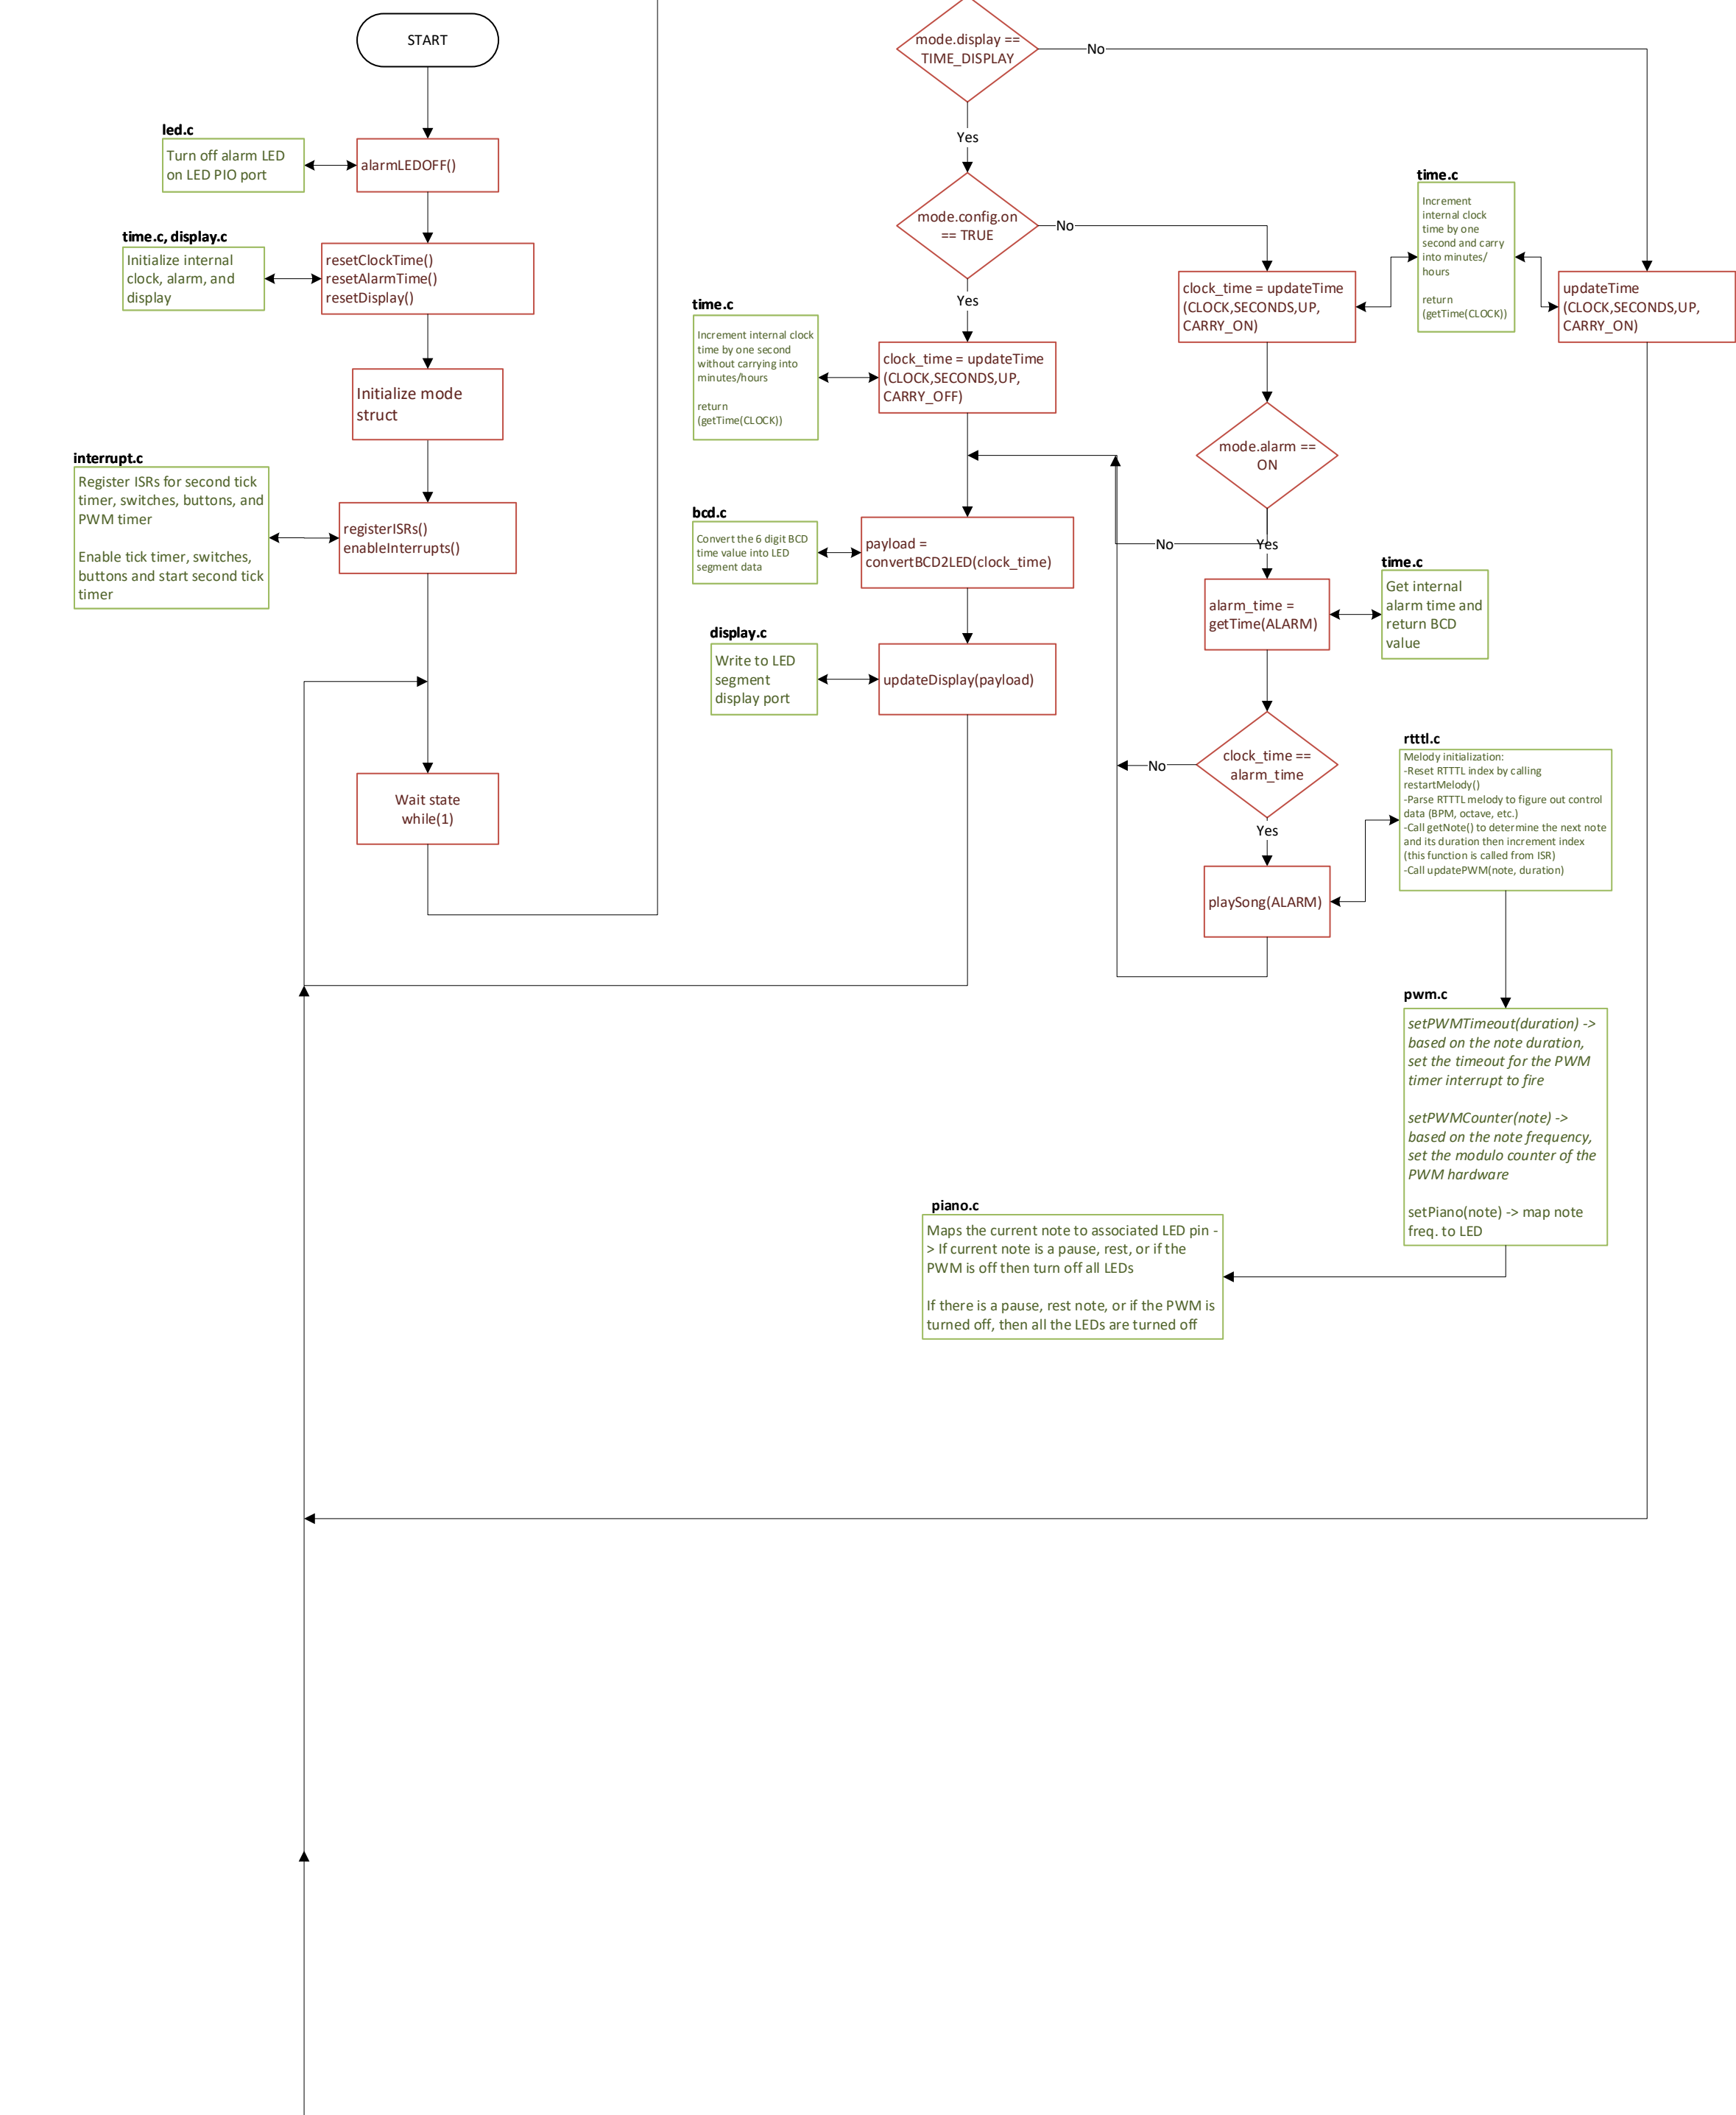 START
led.c
Turn off alarm LED
on LED PIO port
alarmLEDOFF()
time.c, display.c
Initialize internal
clock, alarm, and
display
resetClockTime()
resetAlarmTime()
resetDisplay()
Initialize mode
struct
interrupt.c
Register ISRs for second tick
timer, switches, buttons, and
PWM timer
Enable tick timer, switches,
buttons and start second tick
timer
registerISRs()
enableInterrupts()
Wait state
while(1)
mode.display ==
TIME_DISPLAY
No
Yes
mode.config.on
== TRUE
No
Yes
time.c
Increment internal clock
time by one second
without carrying into
minutes/hours
return
(getTime(CLOCK))
clock_time = updateTime
(CLOCK,SECONDS,UP,
CARRY_OFF)
bcd.c
Convert the 6 digit BCD
time value into LED
segment data
payload =
convertBCD2LED(clock_time)
display.c
Write to LED
segment
display port
updateDisplay(payload)
clock_time = updateTime
(CLOCK,SECONDS,UP,
CARRY_ON)
time.c
Increment
internal clock
time by one
second and carry
into minutes/
hours
return
(getTime(CLOCK))
updateTime
(CLOCK,SECONDS,UP,
CARRY_ON)
mode.alarm ==
ON
No
Yes
alarm_time =
getTime(ALARM)
time.c
Get internal
alarm time and
return BCD
value
clock_time ==
alarm_time
No
Yes
playSong(ALARM)
rtttl.c
Melody initialization:
-Reset RTTTL index by calling
restartMelody()
-Parse RTTTL melody to figure out control
data (BPM, octave, etc.)
-Call getNote() to determine the next note
and its duration then increment index
(this function is called from ISR)
-Call updatePWM(note, duration)
pwm.c
setPWMTimeout(duration) ->
based on the note duration,
set the timeout for the PWM
timer interrupt to fire
setPWMCounter(note) ->
based on the note frequency,
set the modulo counter of the
PWM hardware
setPiano(note) -> map note
freq. to LED
piano.c
Maps the current note to associated LED pin -
> If current note is a pause, rest, or if the
PWM is off then turn off all LEDs
If there is a pause, rest note, or if the PWM is
turned off, then all the LEDs are turned off